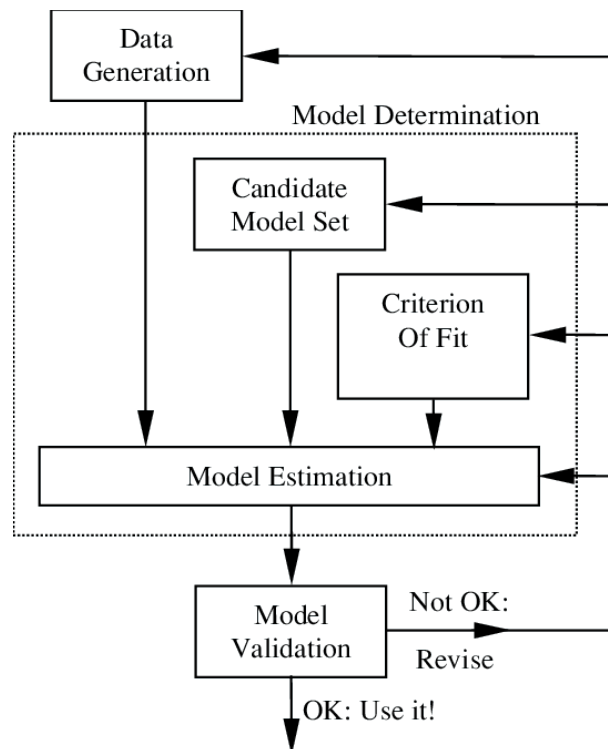 Data
Generation
Model Determination
Candidate
Model Set
Criterion
Of Fit
Model Estimation
Model
Validation
Not OK:
Revise
OK: Use it!